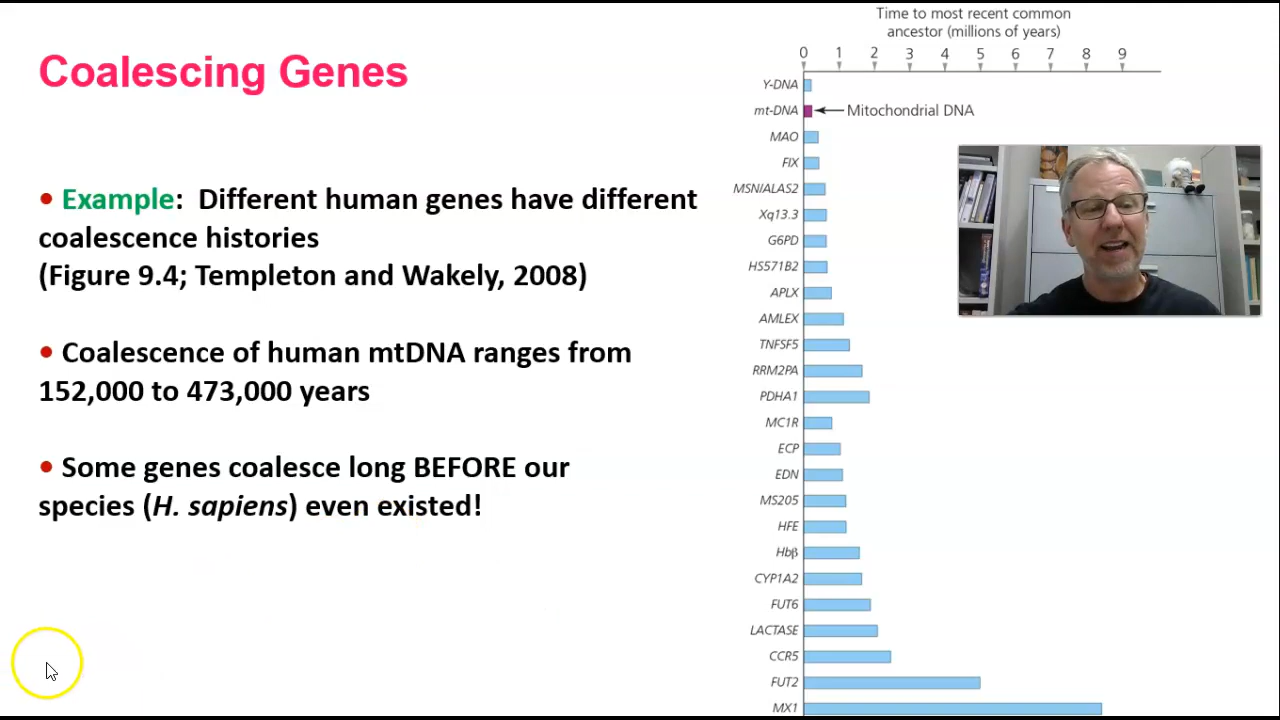 Coalescing Genes
• Example: Different human genes have different
coalescence histories
(Figure 9.4; Templeton and Wakely, 2008)
• Coalescence of human mtDNA ranges from
152,000 to 473,000 years
• Some genes coalesce long BEFORE our
species (H. sapiens) even existed!
Time to most recent common
ancestor (millions of years)
0 1 2 3 4 5 6 7 8 9
Y-DNA
mt-DNA Mitochondrial DNA
MAO
FIX
MSN/ALAS2
Xq13.3
G6PD
HS571B2
APLX
AMLEX
TNFSF5
RRM2PA
PDHA1
MC1R
ECP
EDN
MS205
HFE
Hbβ
CYP1A2
FUT6
LACTASE
CCR5
FUT2
MX1